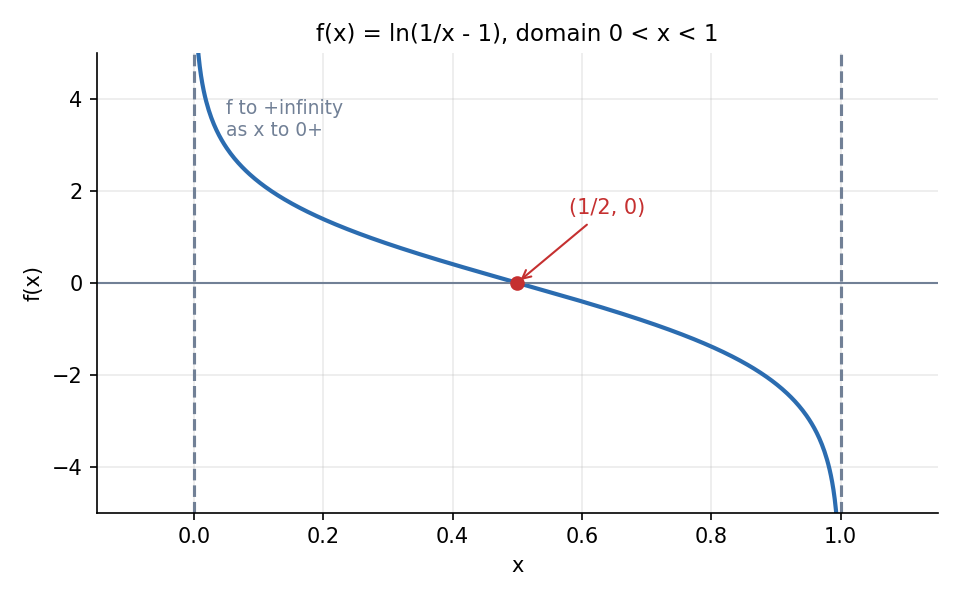 f(x) = ln(1/x - 1), domain 0 < x < 1
f to +infinity
as x to 0+
(1/2, 0)
f(x)
4
2
0
−2
−4
0.0 0.2 0.4 0.6 0.8 1.0
x